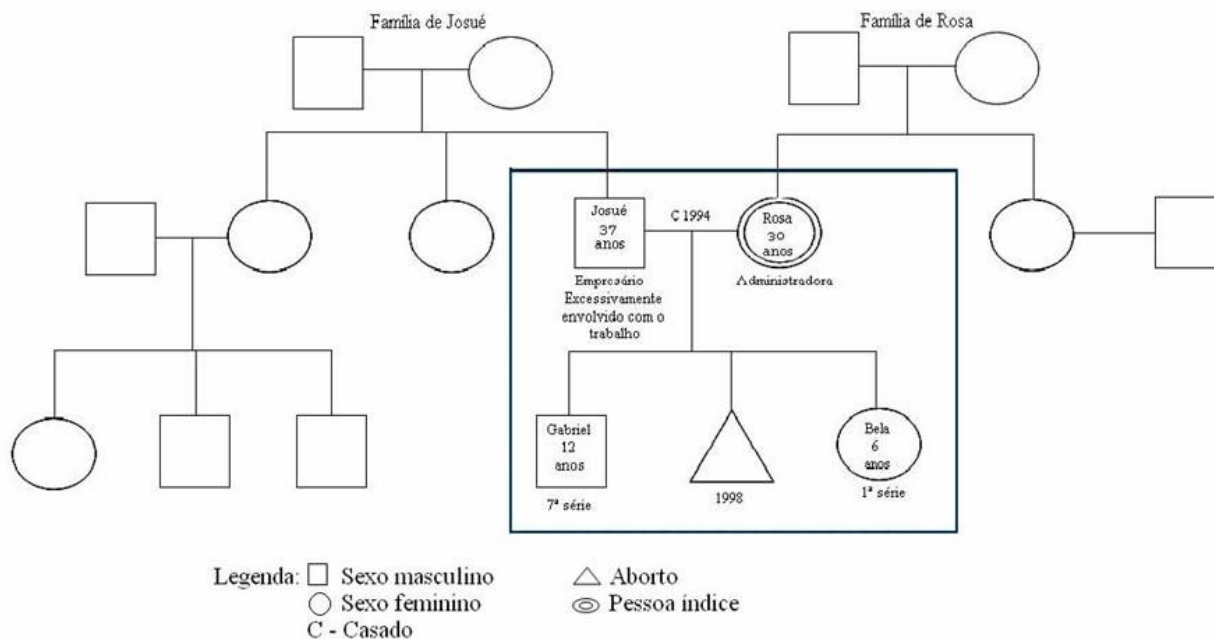 Família de Josué
Família de Rosa
Josué
37
anos
C 1994
Rosa
30
anos
Empresário
Excessivamente
envolvido com o
trabalho
Administradora
Gabriel
12
anos
7ª série
1998
Bela
6
anos
1ª série
Legenda:
Sexo masculino
Aborto
Sexo feminino
Pessoa índice
C - Casado